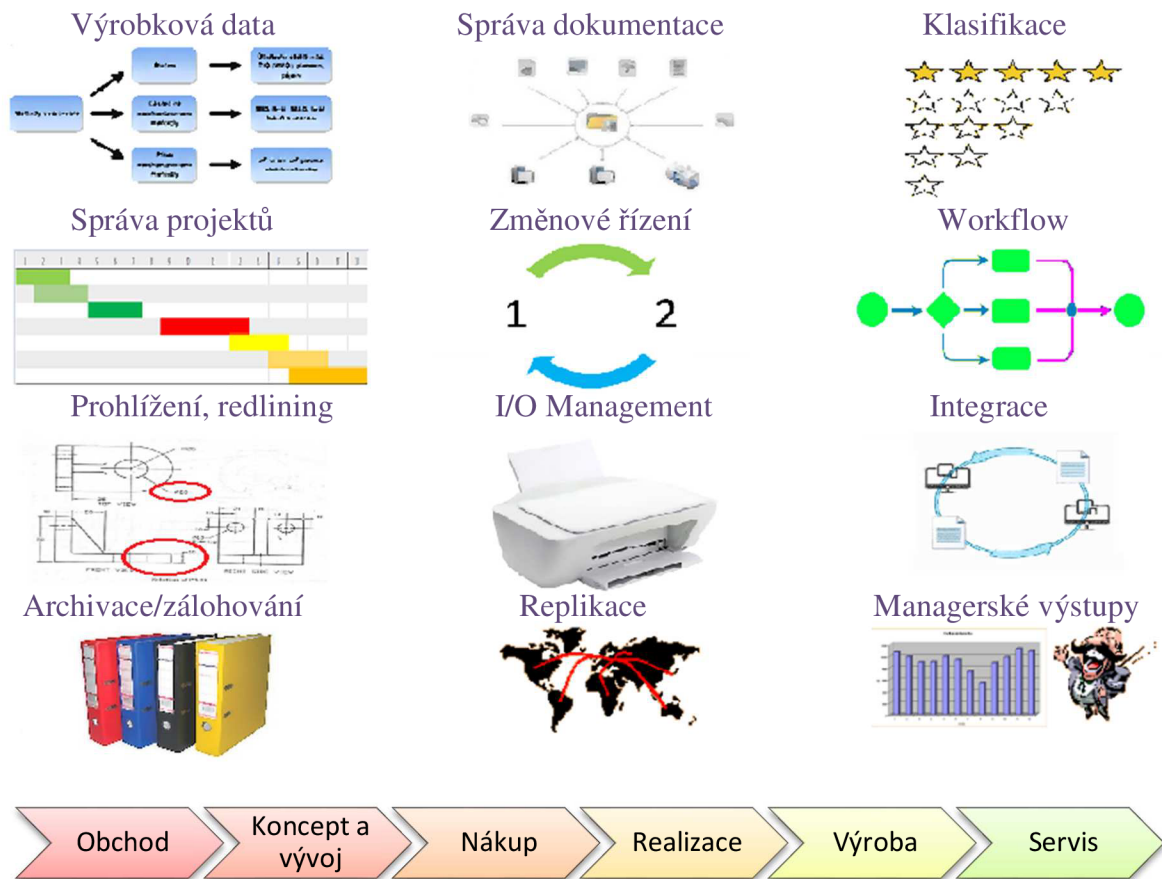 Výrobková data
Správa dokumentace
Klasifikace
Správa projektů
Změnové řízení
Workflow
1
2
Prohlížení, redlining
I/O Management
Integrace
Archivace/zálohování
Replikace
Managerské výstupy
Obchod
Koncept a
vývoj
Nákup
Realizace
Výroba
Servis